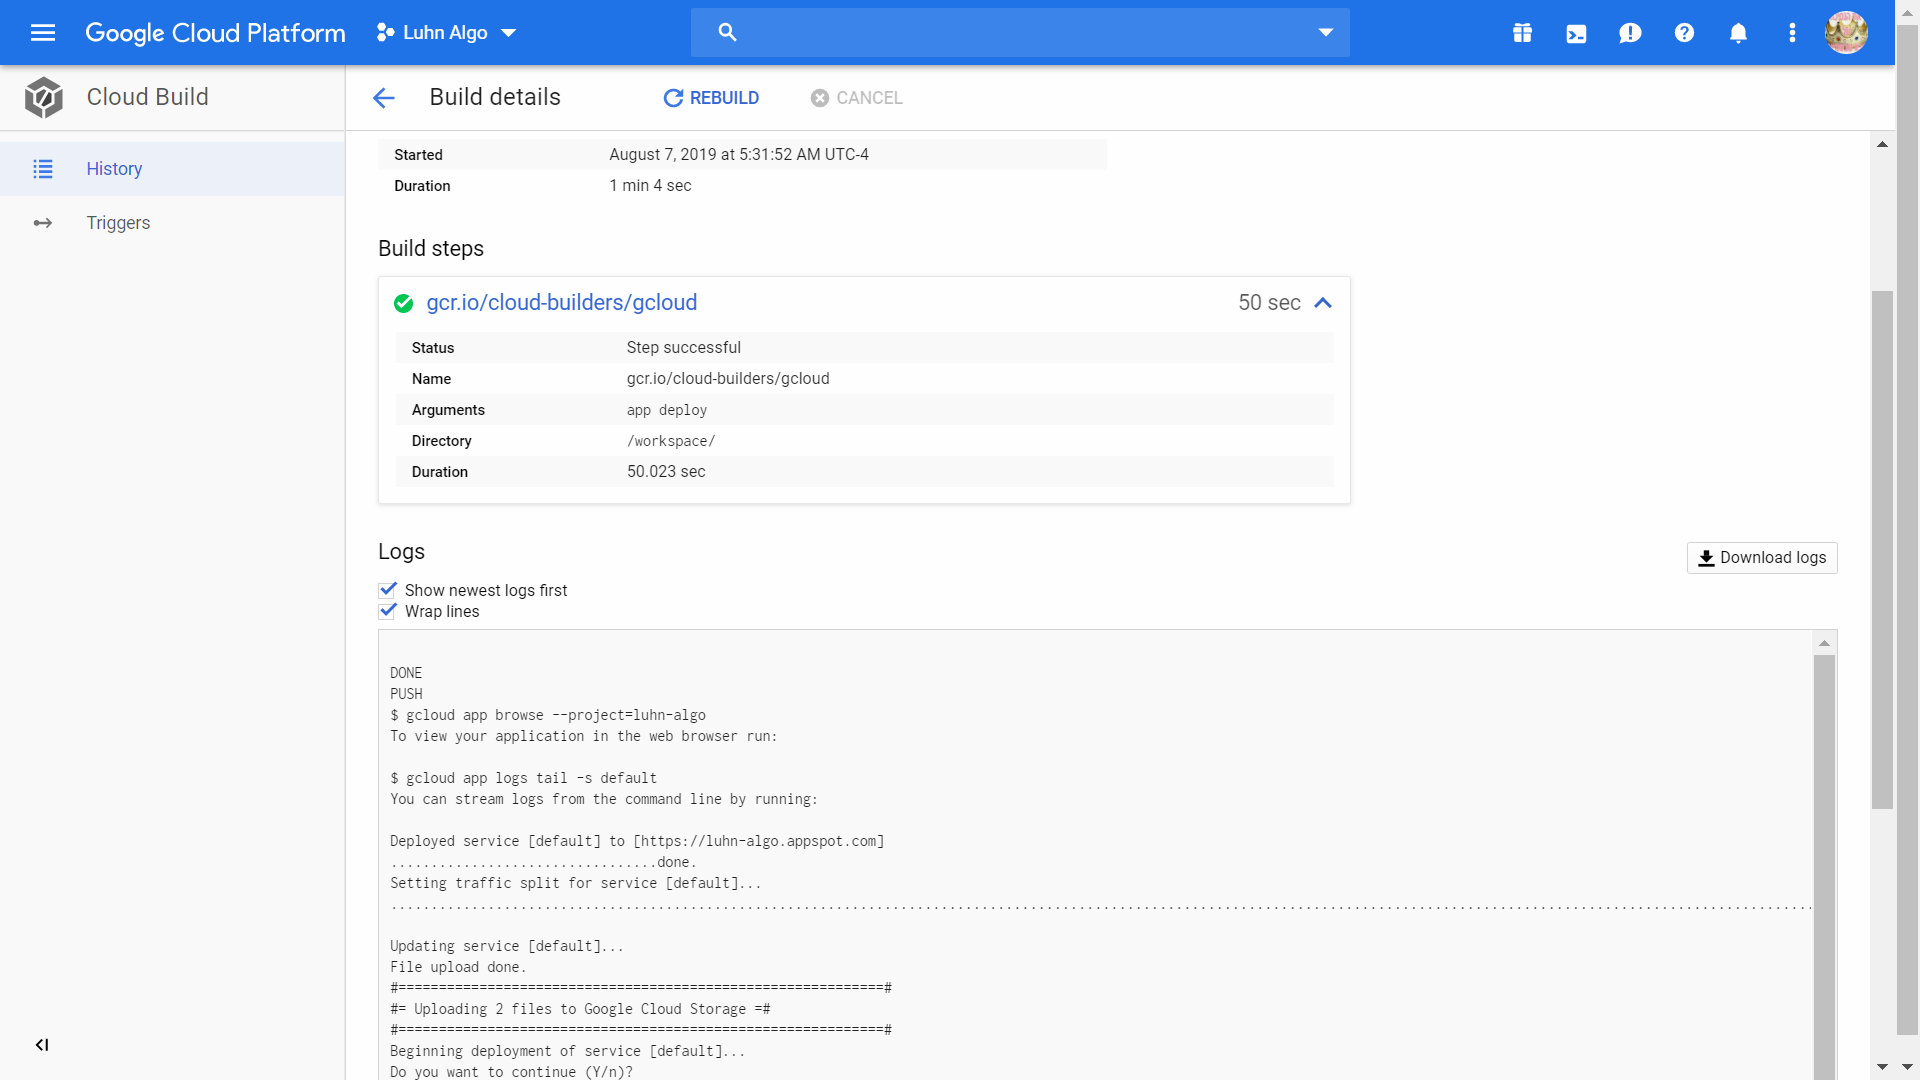 Google Cloud Platform
Luhn Algo
Cloud Build
Build details
REBUILD
CANCEL
History
Triggers
Started August 7, 2019 at 5:31:52 AM UTC-4
Duration 1 min 4 sec
Build steps
gcr.io/cloud-builders/gcloud 50 sec
Status Step successful
Name gcr.io/cloud-builders/gcloud
Arguments app deploy
Directory /workspace/
Duration 50.023 sec
Logs
Download logs
Show newest logs first
Wrap lines
DONE
PUSH
$ gcloud app browse --project=luhn-algo
To view your application in the web browser run:
$ gcloud app logs tail -s default
You can stream logs from the command line by running:
Deployed service [default] to [https://luhn-algo.appspot.com]
.................................done.
Setting traffic split for service [default]...
................................................................................................................................................................................
Updating service [default]...
File upload done.
#============================================================#
#= Uploading 2 files to Google Cloud Storage =#
#============================================================#
Beginning deployment of service [default]...
Do you want to continue (Y/n)?